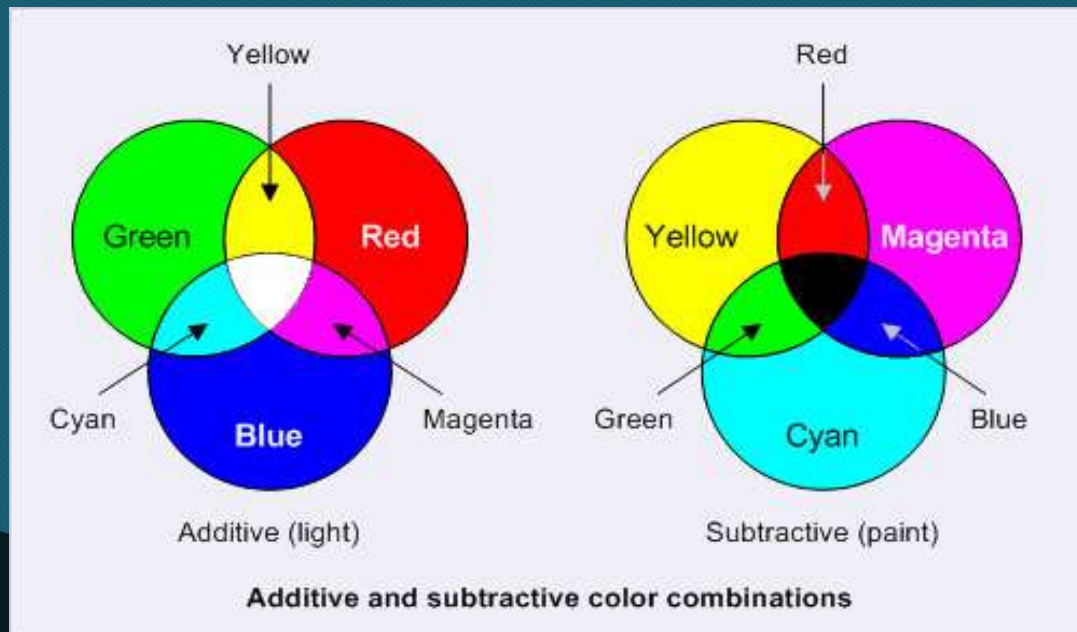 Yellow
Red
Green
Red
Yellow
Magenta
Cyan
Magenta
Green
Blue
Blue
Cyan
Additive (light)
Subtractive (paint)
Additive and subtractive color combinations